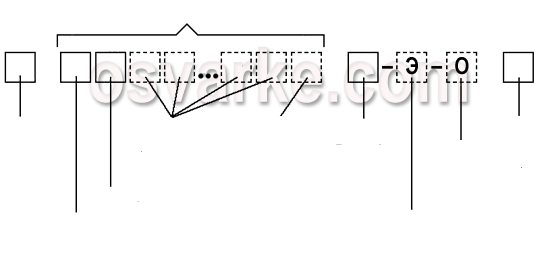 ... - Э - О
osvarke.com